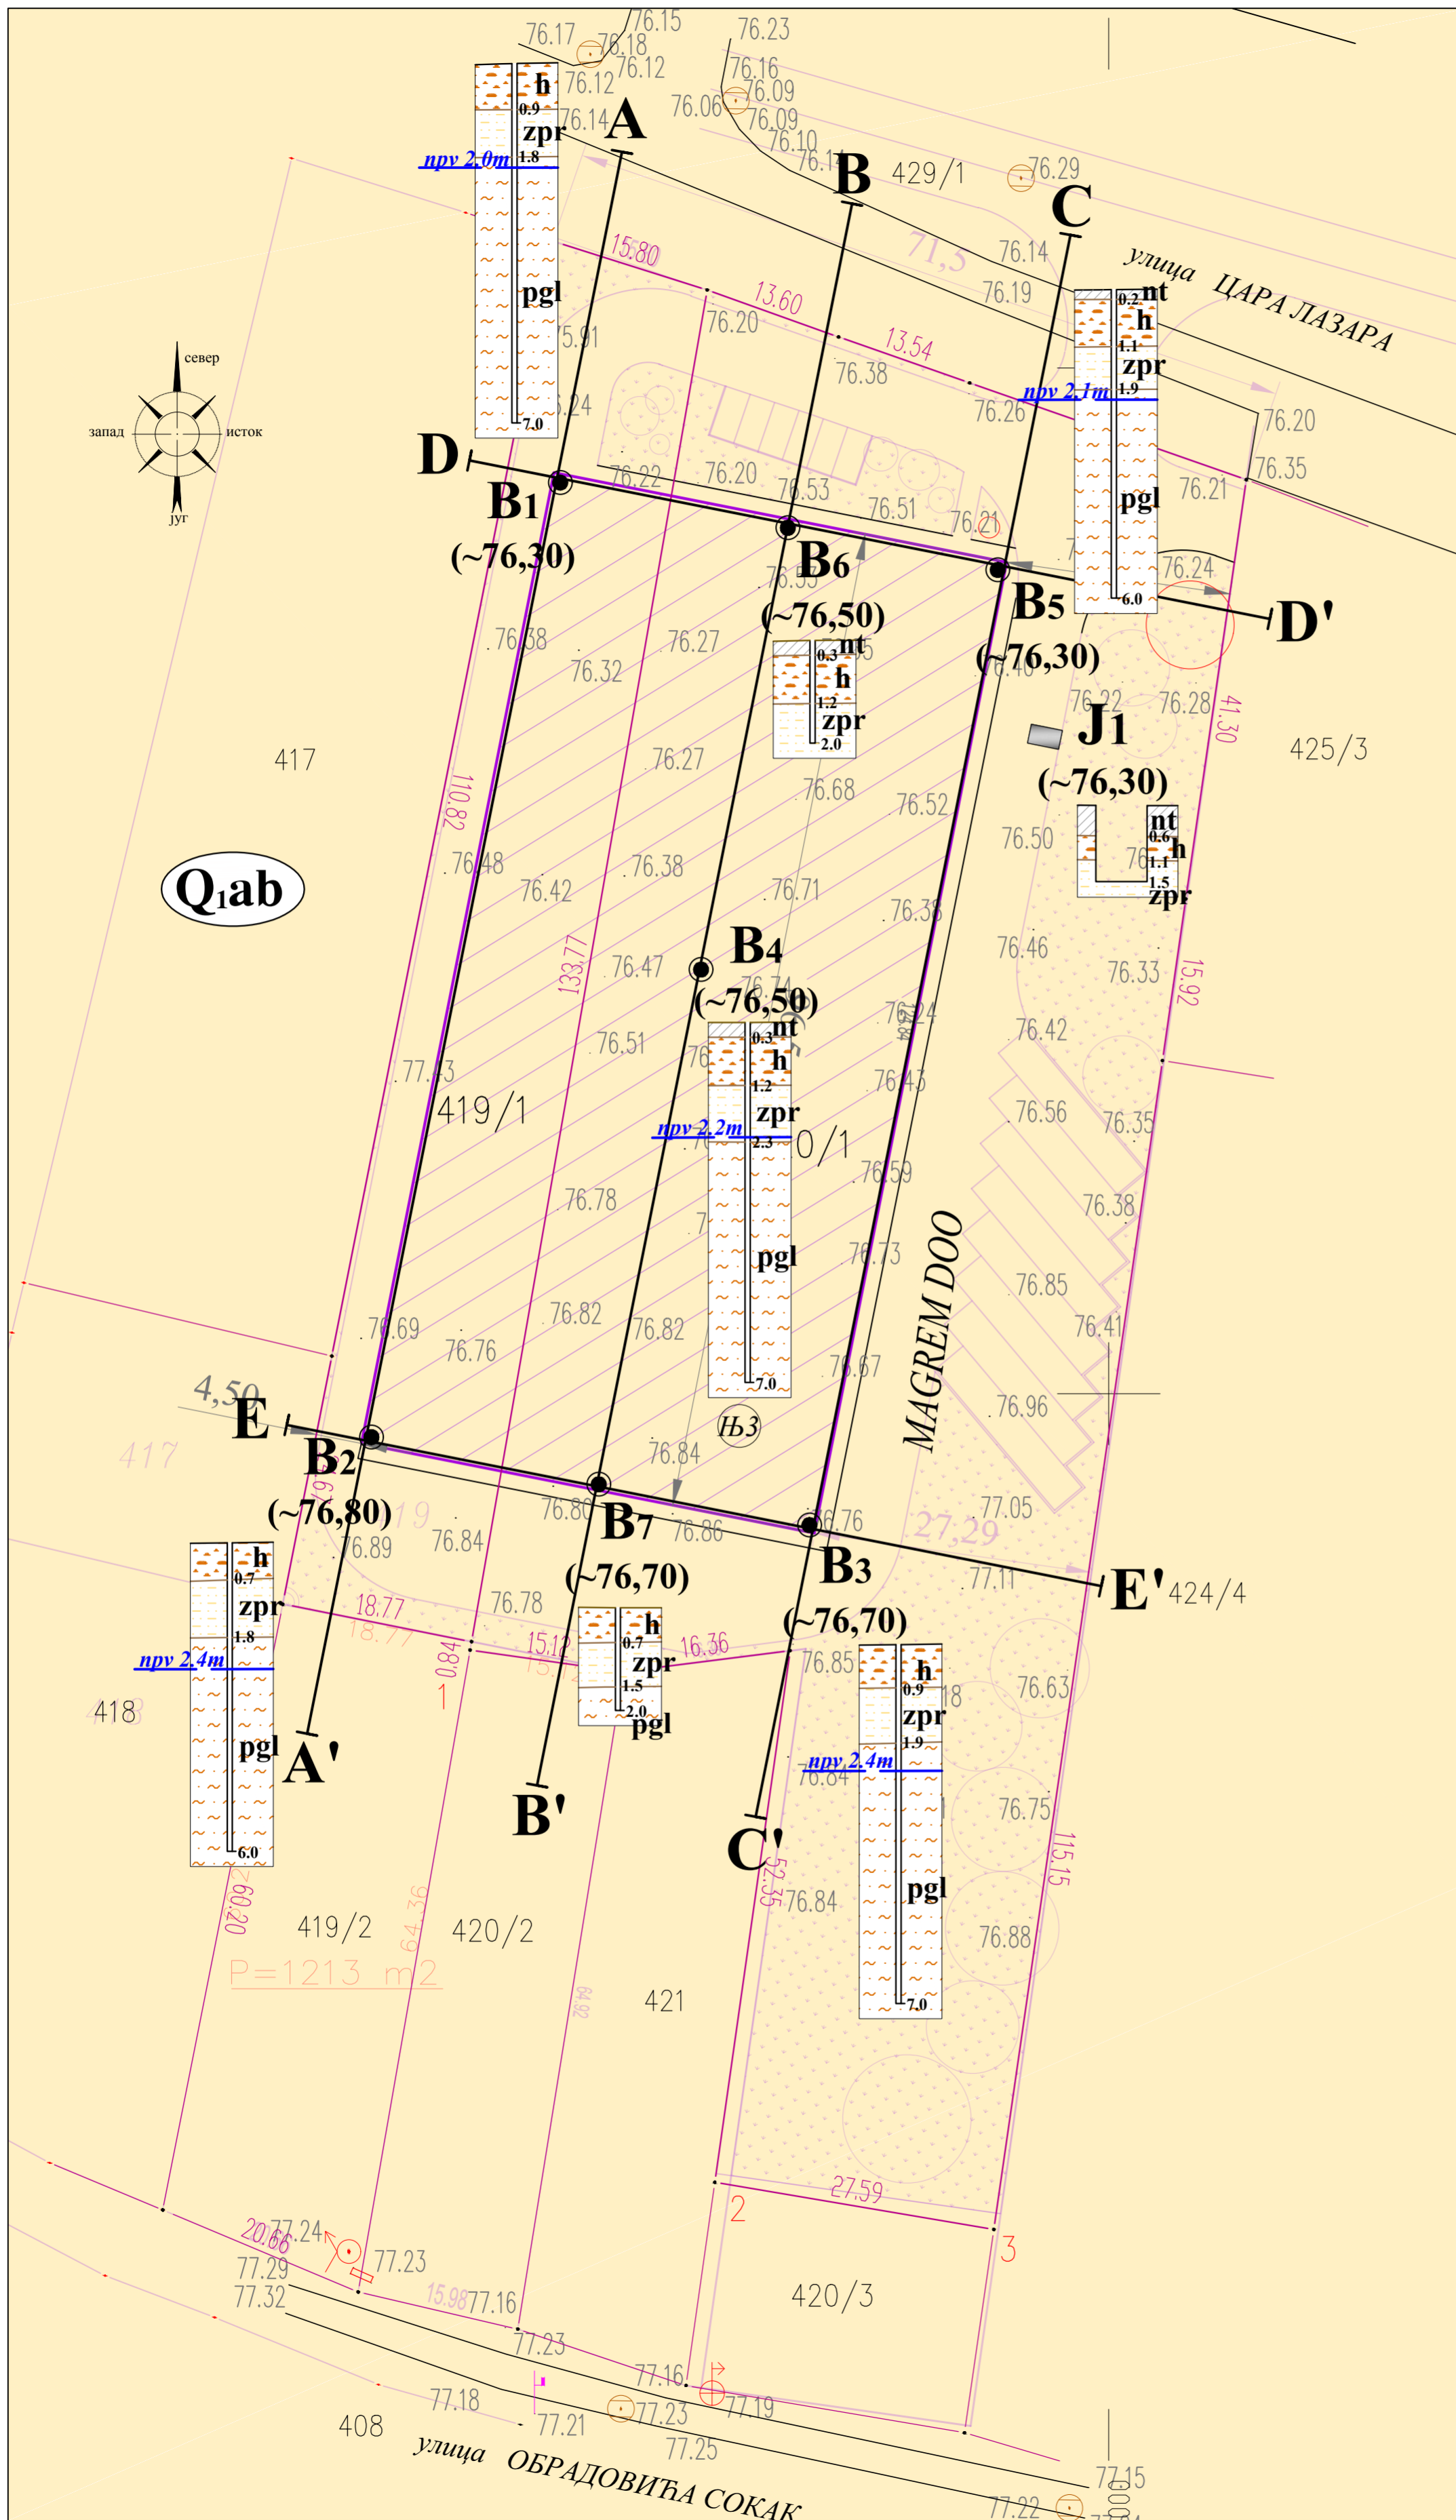 76.15
76.17
76.18
76.12
76.12
76.14
76.23
76.16
76.09
76.06
76.09
76.10
76.14
76.29
429/1
A
B
C
h
0.9
zpr
1.8
npv 2.0m
pgl
7.0
71,5
76.14
76.19
улица ЦАРА ЛАЗАРА
15.80
13.60
13.54
76.20
76.38
76.26
75.91
север
запад
исток
југ
nt
0.2
h
1.1
zpr
1.9
npv 2.1m
pgl
6.0
76.20
76.35
76.21
76.24
D
B1
(~76,30)
76.22
76.20
76.53
76.51
76.21
B6
(~76,50)
B5
(~76,30)
D'
76.38
76.32
76.27
nt
0.3
h
1.2
zpr
2.0
76.22
76.28
41.30
J1
(~76,30)
425/3
417
110.82
76.27
76.68
76.52
76.50
nt
0.6
h
1.1
1.5
zpr
Q1ab
76.48
76.42
76.38
76.71
76.38
133.77
76.47
B4
(~76,50)
76.46
76.33
15.92
76.24
76.42
76.51
77.43
419/1
nt
0.3
h
1.2
zpr
npv 2.2m
2.3
pgl
7.0
0/1
76.43
76.56
76.35
76.59
76.38
76.78
76.73
MAGREM DOO
76.85
76.41
76.69
76.76
76.82
76.82
76.67
76.96
Њ3
4,50
E
B2
(~76,80)
417
76.84
76.80
B7
(~76,70)
76.86
76.76
B3
(~76,70)
27,29
77.05
77.11
E'
424/4
76.89
76.84
76.78
h
0.7
zpr
1.8
npv 2.4m
pgl
6.0
18.77
18.77
0.84
1
15.12
16.36
h
0.7
zpr
1.5
2.0
pgl
76.85
h
0.9
zpr
1.9
npv 2.4m
pgl
7.0
76.63
76.84
76.75
418
A'
B'
C'
52.35
115.15
76.84
76.88
60.20
419/2
64.36
420/2
P=1213 m2
64.92
421
27.59
2
3
20.66
77.24
77.29
77.32
77.23
15.98
77.16
77.23
420/3
77.16
77.19
77.18
77.21
77.23
77.25
408
улица ОБРАДОВИЋА СОКАК
77.15
77.22